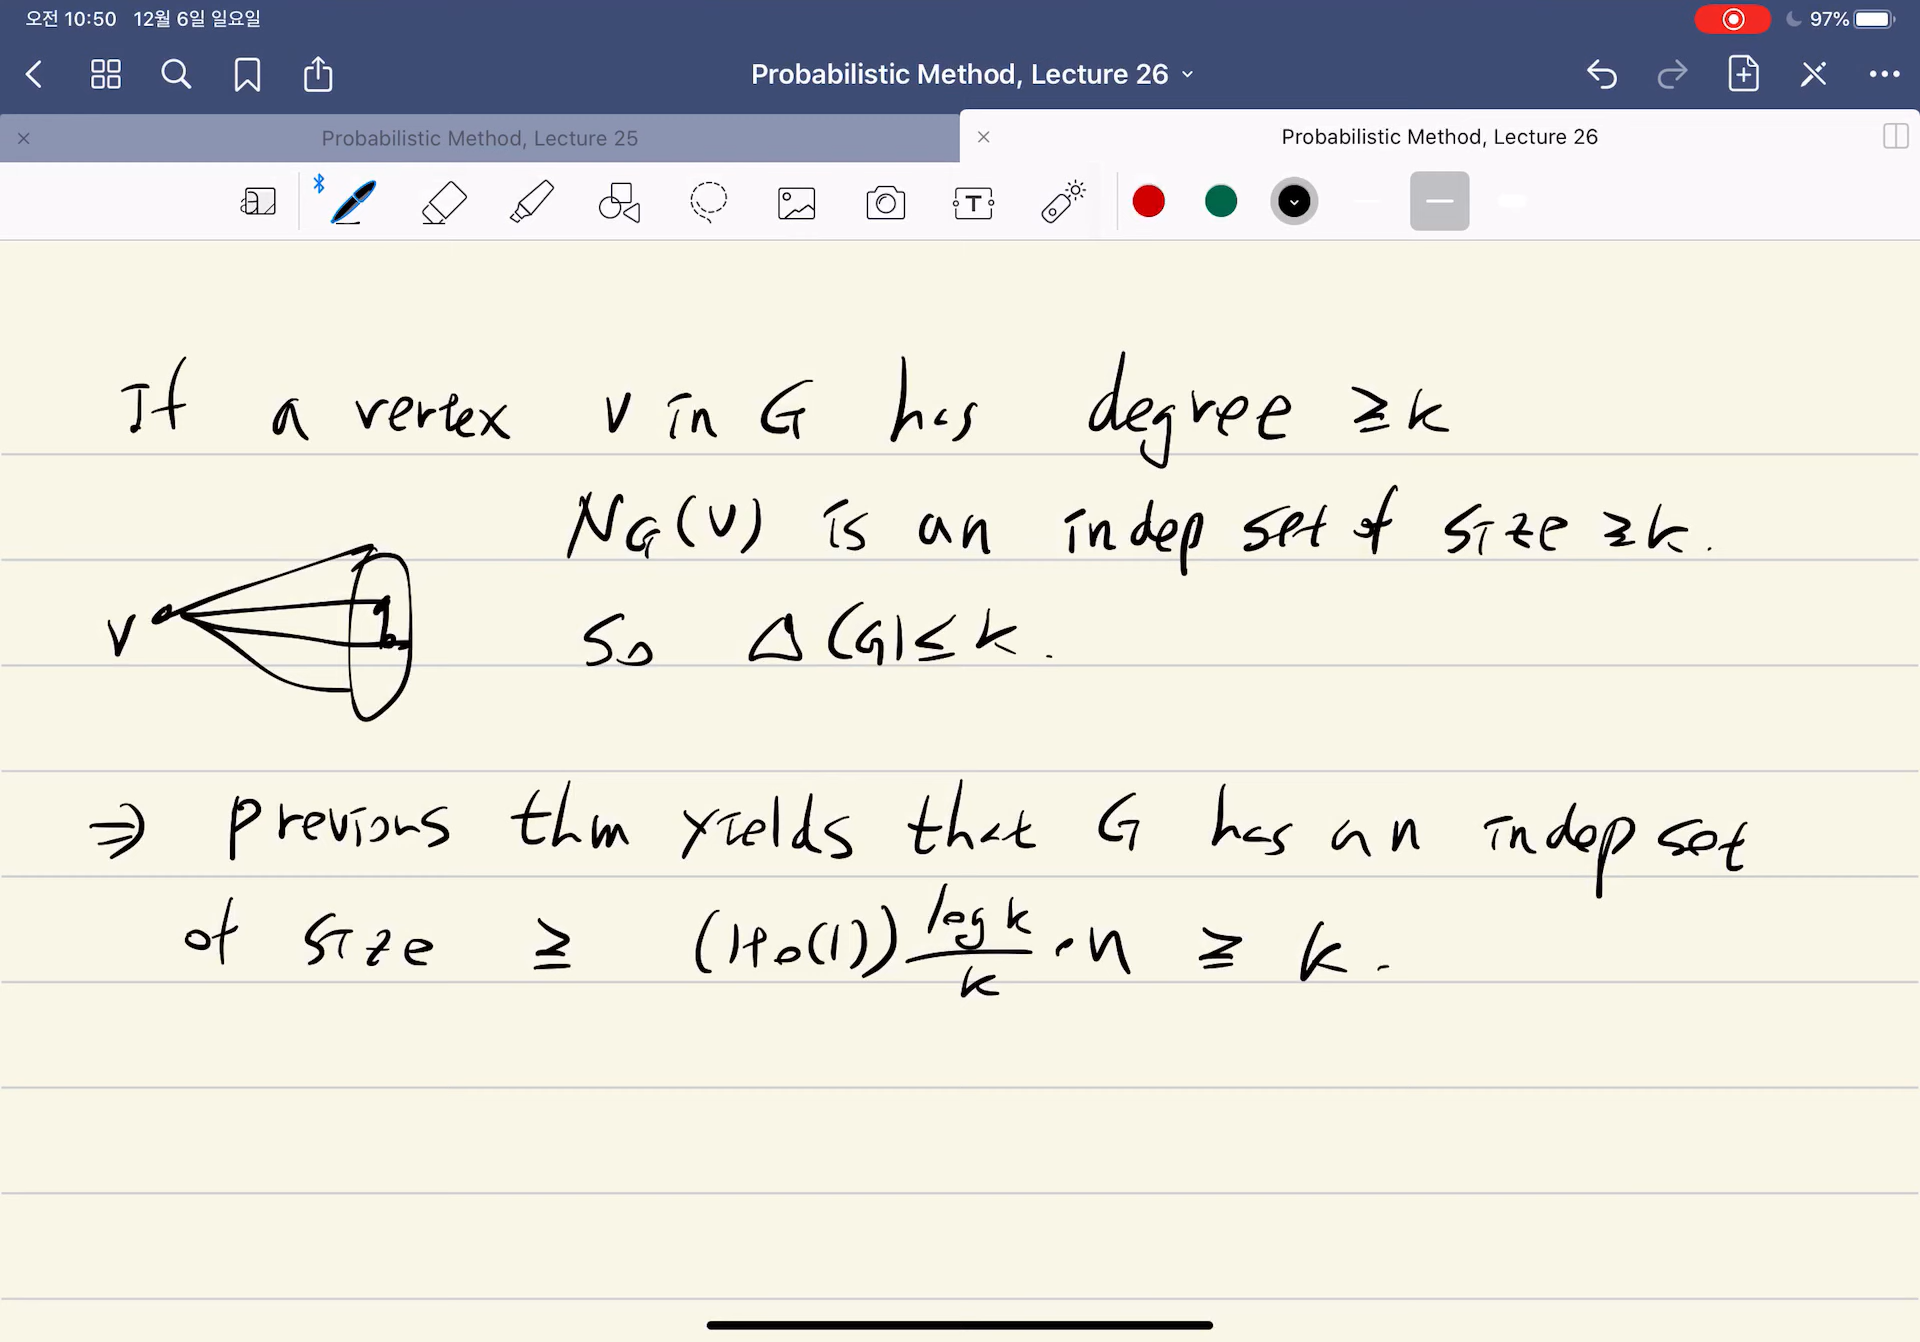 오전 10:50 12월 6일 일요일
97%
Probabilistic Method, Lecture 26
Probabilistic Method, Lecture 25
Probabilistic Method, Lecture 26
If a vertex v in G has degree ≥k
N_G(v) is an indep set of size ≥k.
v
So Δ(G)≤k.
⇒ previous thm yields that G has an indep set
of size ≥ (1+o(1)) log k / k · n ≥ k.